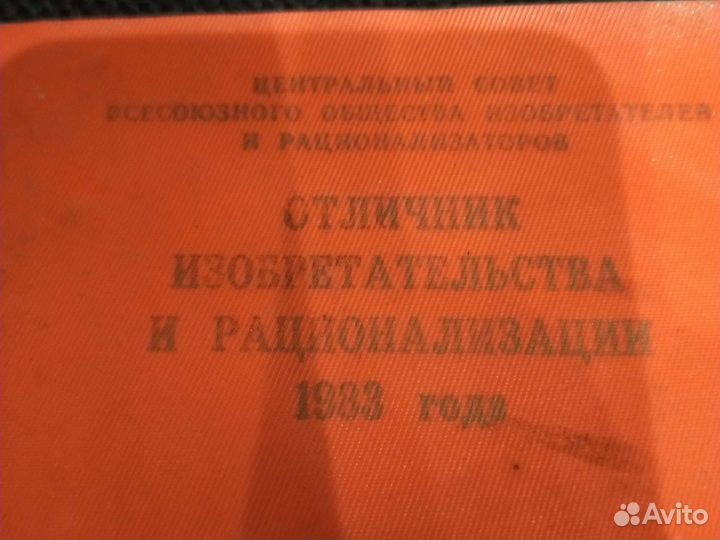 ЦЕНТРАЛЬНЫЙ СОВЕТ
ВСЕСОЮЗНОГО ОБЩЕСТВА ИЗОБРЕТАТЕЛЕЙ
И РАЦИОНАЛИЗАТОРОВ
ОТЛИЧНИК
ИЗОБРЕТАТЕЛЬСТВА
И РАЦИОНАЛИЗАЦИИ
1983 года
Avito